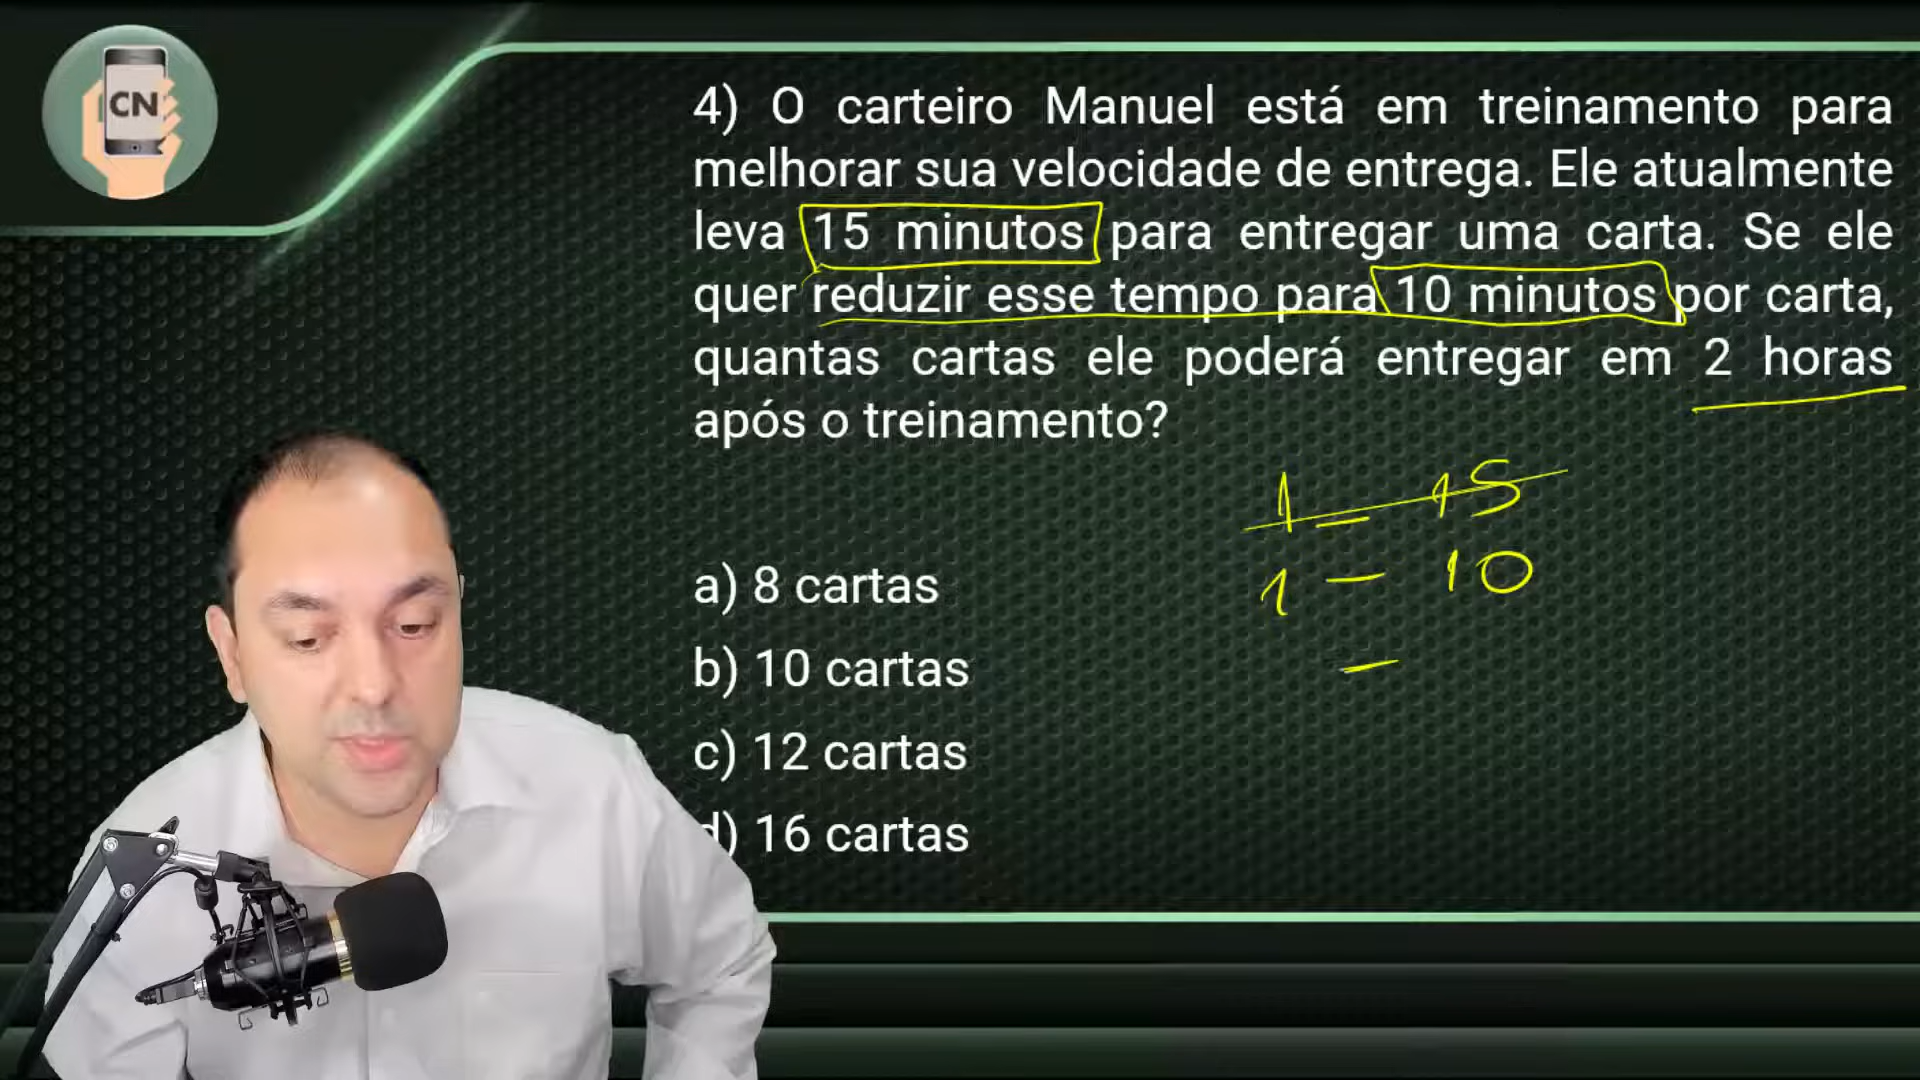 CN
4) O carteiro Manuel está em treinamento para
melhorar sua velocidade de entrega. Ele atualmente
leva 15 minutos para entregar uma carta. Se ele
quer reduzir esse tempo para 10 minutos por carta,
quantas cartas ele poderá entregar em 2 horas
após o treinamento?
1 – 15
1 – 10
–
a) 8 cartas
b) 10 cartas
c) 12 cartas
d) 16 cartas